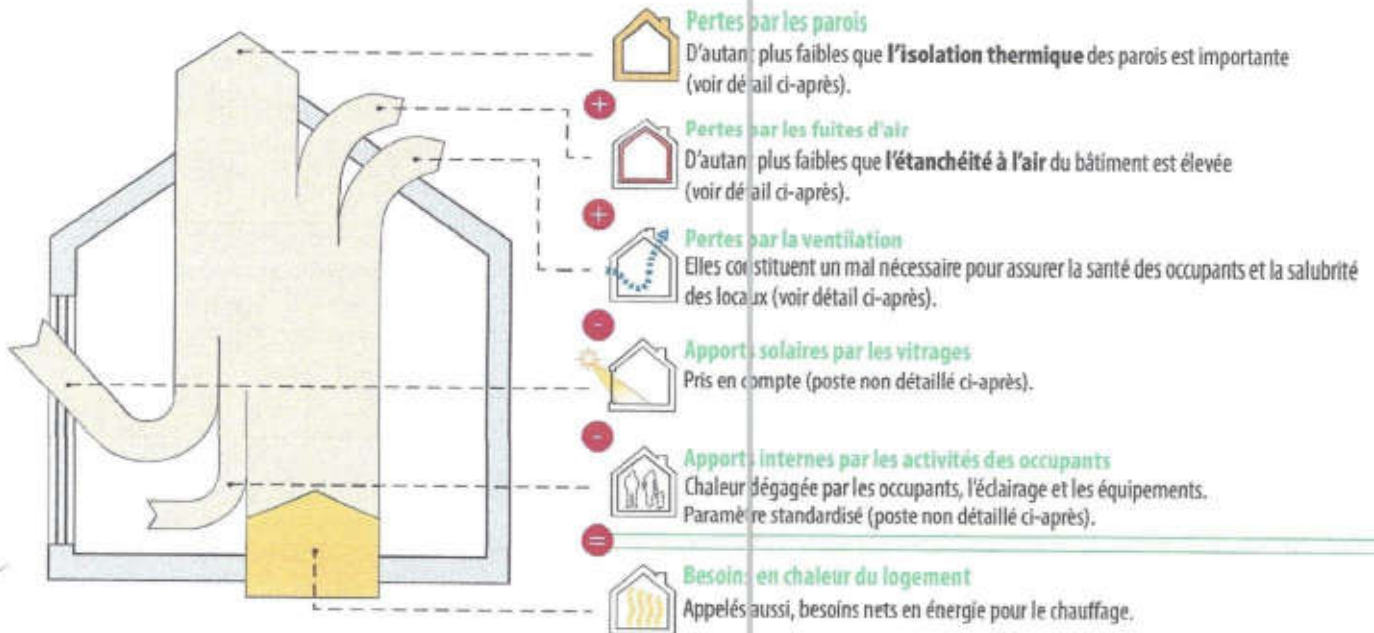 Pertes par les parois
D'autant plus faibles que l'isolation thermique des parois est importante
(voir détail ci-après).
+
Pertes par les fuites d'air
D'autant plus faibles que l'étanchéité à l'air du bâtiment est élevée
(voir détail ci-après).
+
Pertes par la ventilation
Elles constituent un mal nécessaire pour assurer la santé des occupants et la salubrité
des locaux (voir détail ci-après).
-
Apports solaires par les vitrages
Pris en compte (poste non détaillé ci-après).
-
Apports internes par les activités des occupants
Chaleur dégagée par les occupants, l'éclairage et les équipements.
Paramètre standardisé (poste non détaillé ci-après).
=
Besoins en chaleur du logement
Appelés aussi, besoins nets en énergie pour le chauffage.